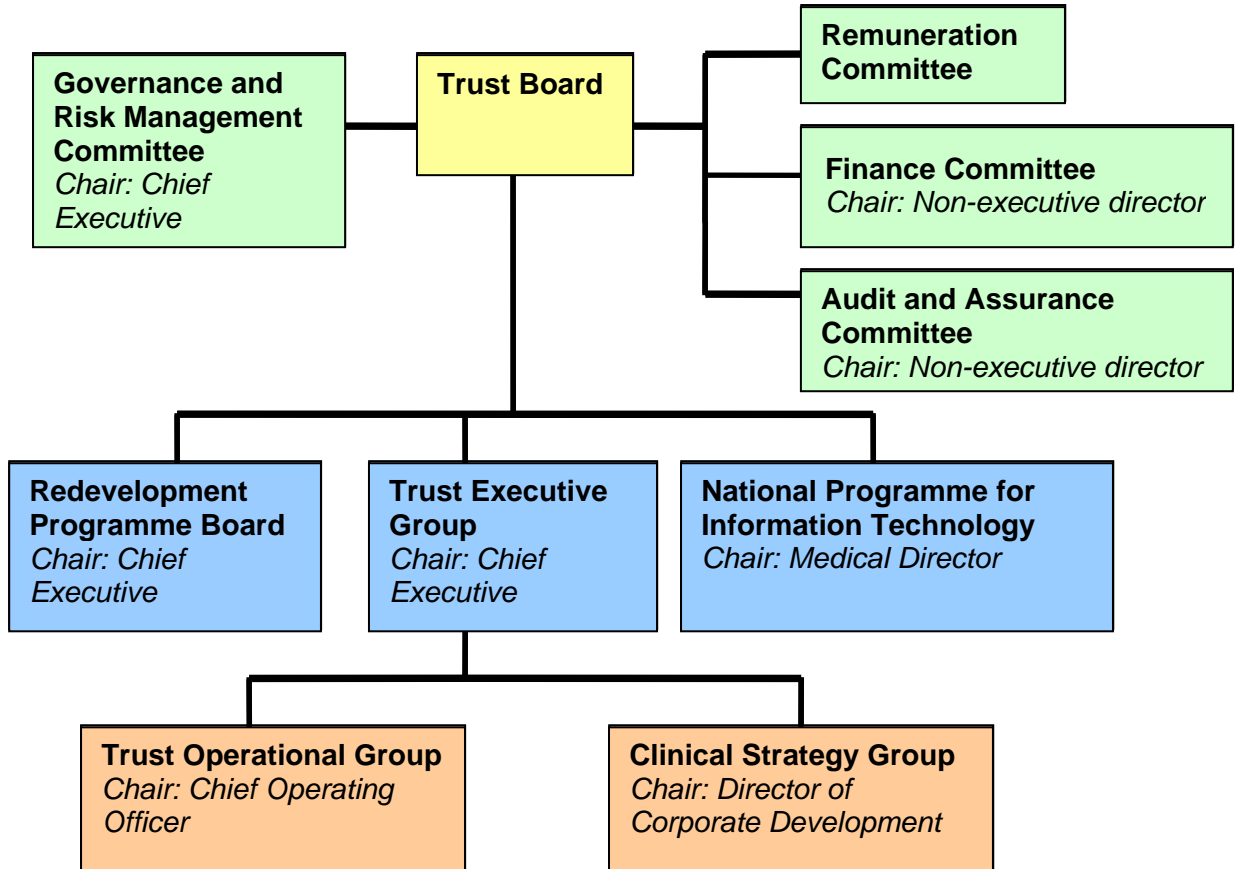 Governance and
Risk Management
Committee
Chair: Chief
Executive
Trust Board
Remuneration
Committee
Finance Committee
Chair: Non-executive director
Audit and Assurance
Committee
Chair: Non-executive director
Redevelopment
Programme Board
Chair: Chief
Executive
Trust Executive
Group
Chair: Chief
Executive
National Programme for
Information Technology
Chair: Medical Director
Trust Operational Group
Chair: Chief Operating
Officer
Clinical Strategy Group
Chair: Director of
Corporate Development